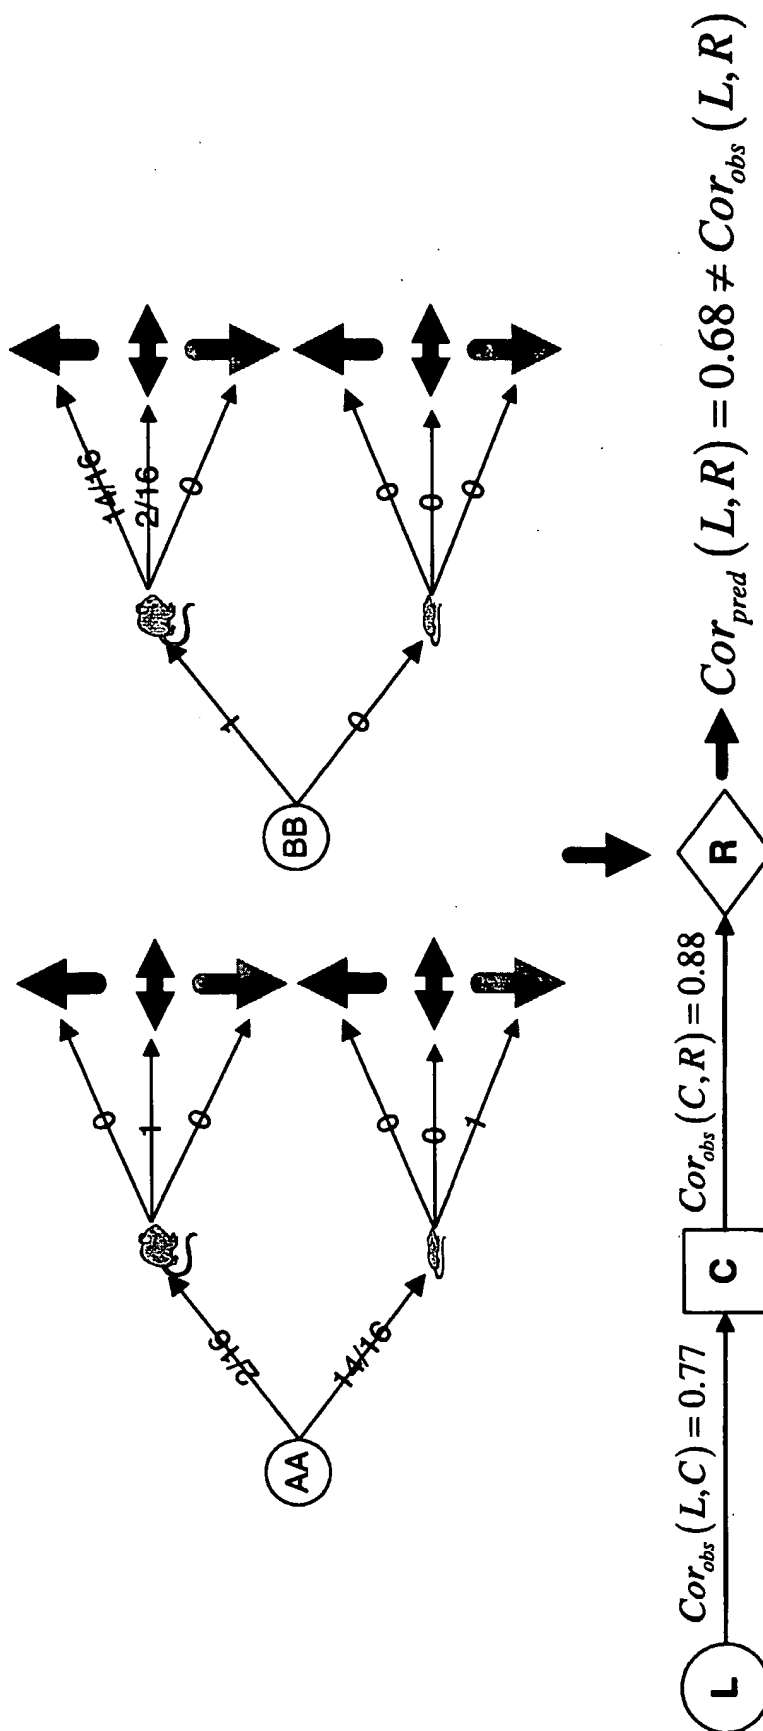 AA
2/16
14/16
0
1
0
0
0
1
BB
1
0
14/16
2/16
0
0
0
0
L
Cor_obs (L, C) = 0.77
C
Cor_obs (C, R) = 0.88
R
Cor_pred (L, R) = 0.68 ≠ Cor_obs (L, R)